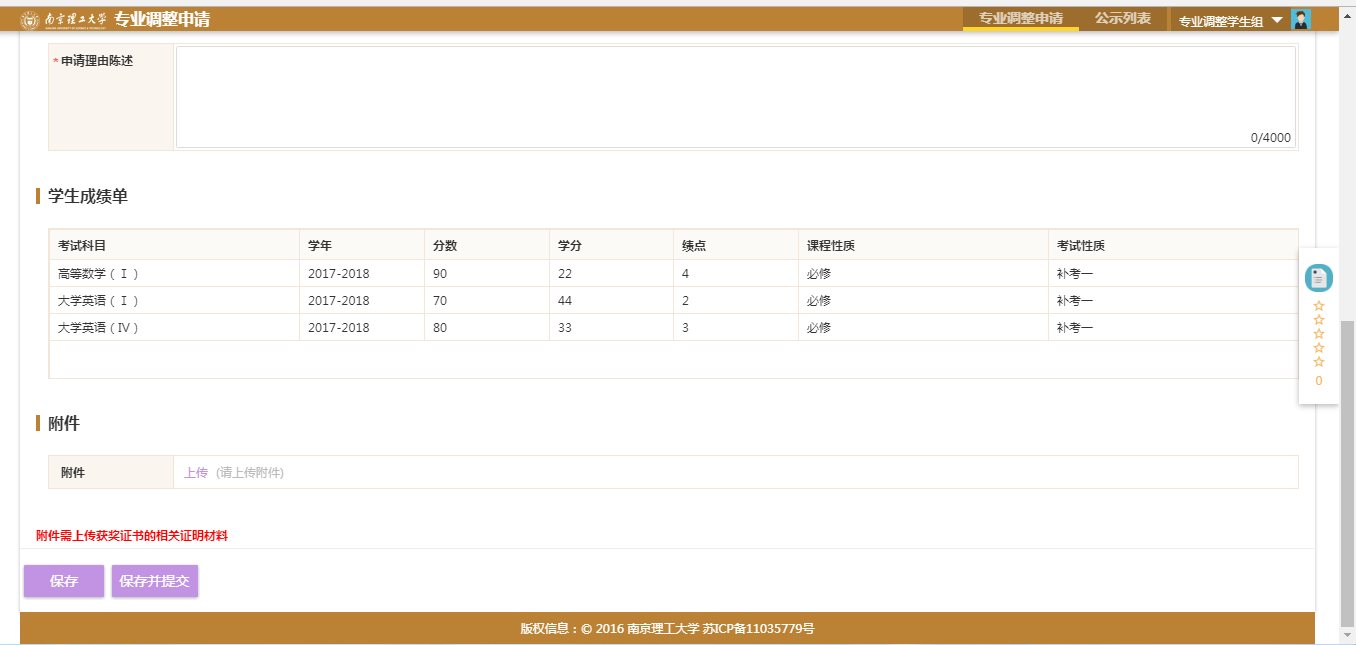 南京理工大学 专业调整申请 专业调整申请 公示列表 专业调整学生组
*申请理由陈述
0/4000
学生成绩单
考试科目 学年 分数 学分 绩点 课程性质 考试性质
高等数学（Ⅰ） 2017-2018 90 22 4 必修 补考一
大学英语（Ⅰ） 2017-2018 70 44 2 必修 补考一
大学英语（Ⅳ） 2017-2018 80 33 3 必修 补考一
0
附件
附件 上传 (请上传附件)
附件需上传获奖证书的相关证明材料
保存 保存并提交
版权信息：© 2016 南京理工大学 苏ICP备11035779号